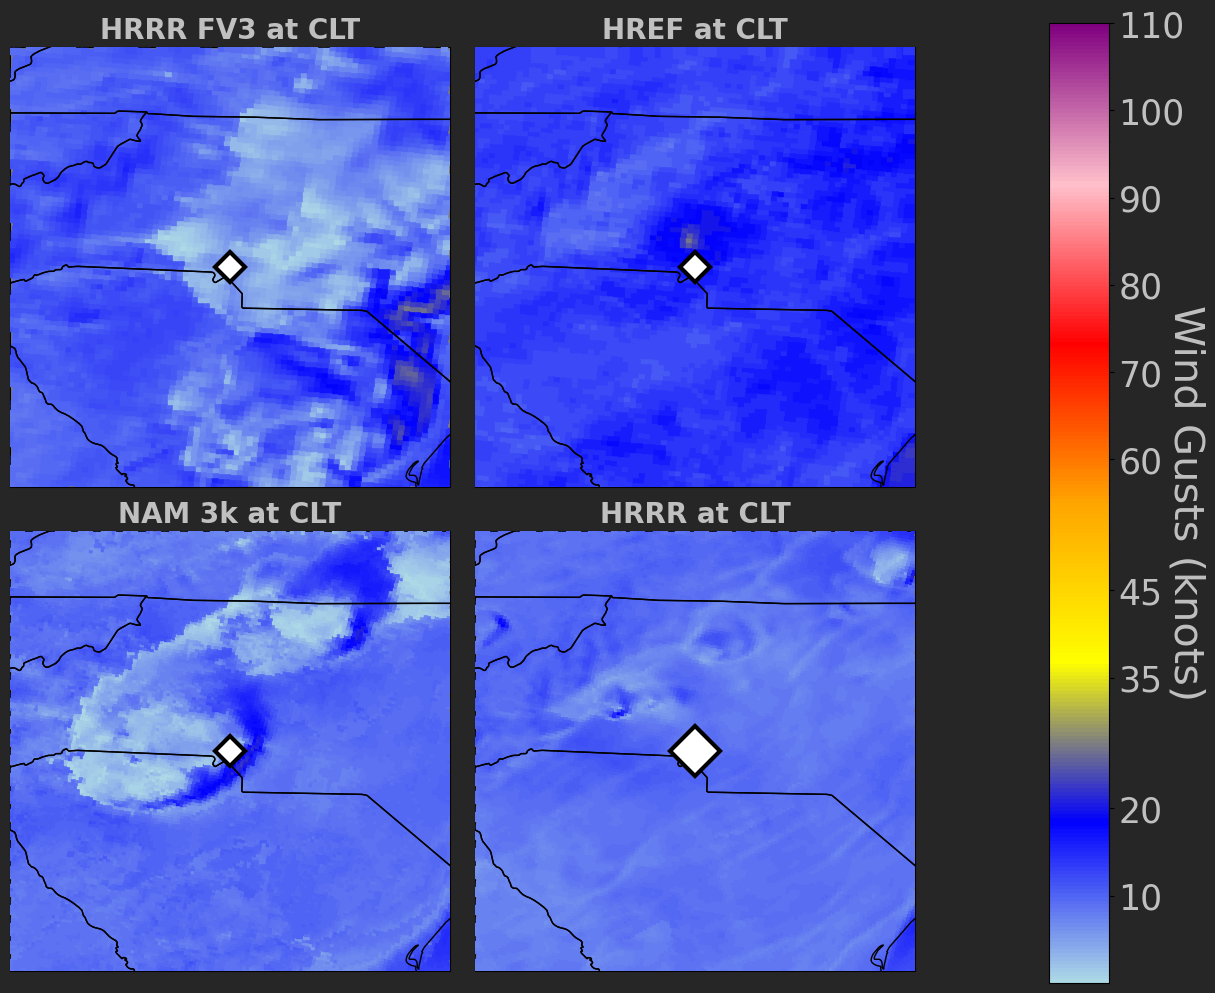 HRRR FV3 at CLT
HREF at CLT
NAM 3k at CLT
HRRR at CLT
110
100
90
80
70
60
45
35
20
10
Wind Gusts (knots)